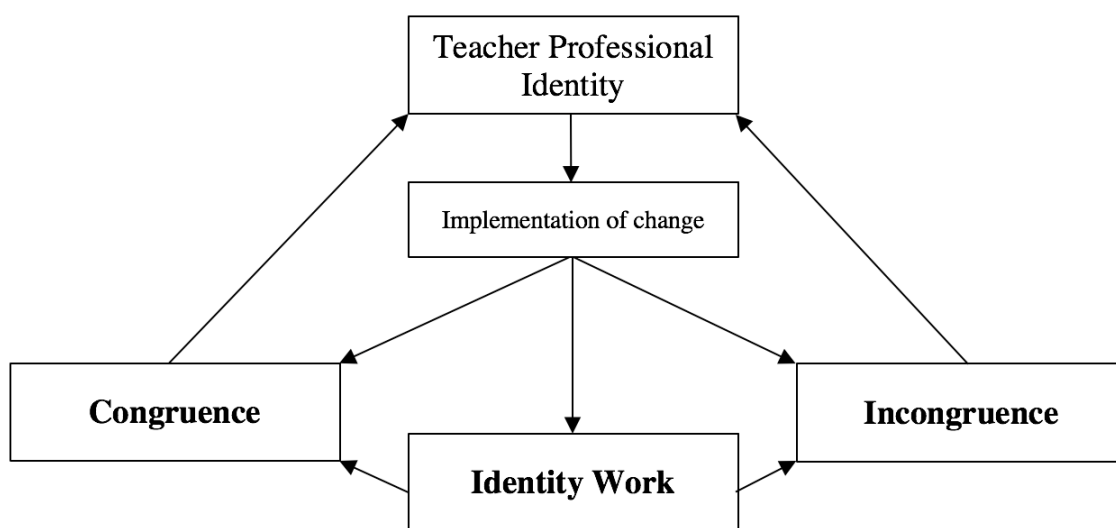 Teacher Professional
Identity
Implementation of change
Congruence
Incongruence
Identity Work